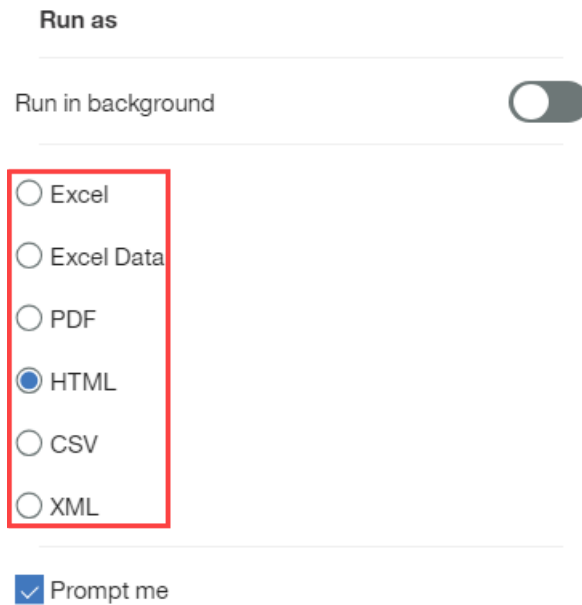 Run as
Run in background
Excel
Excel Data
PDF
HTML
CSV
XML
Prompt me